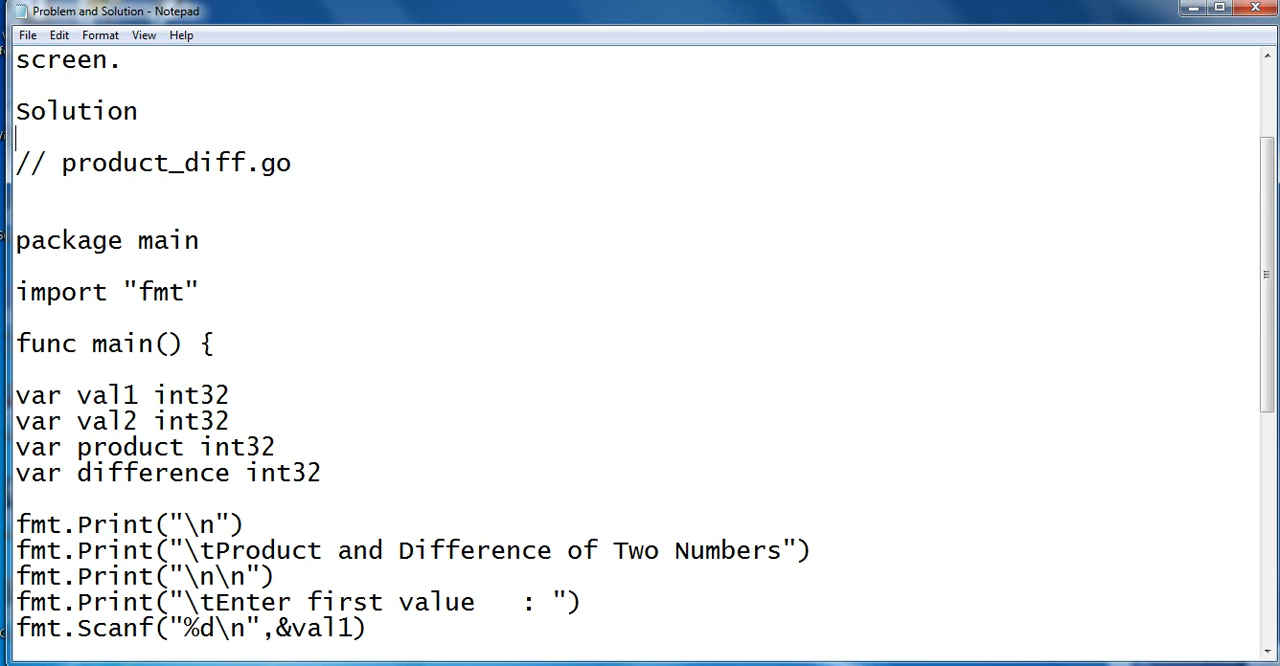 Problem and Solution - Notepad
File Edit Format View Help
screen.
Solution
// product_diff.go
package main
import "fmt"
func main() {
var val1 int32
var val2 int32
var product int32
var difference int32
fmt.Print("\n")
fmt.Print("\tProduct and Difference of Two Numbers")
fmt.Print("\n\n")
fmt.Print("\tEnter first value   : ")
fmt.Scanf("%d\n",&val1)